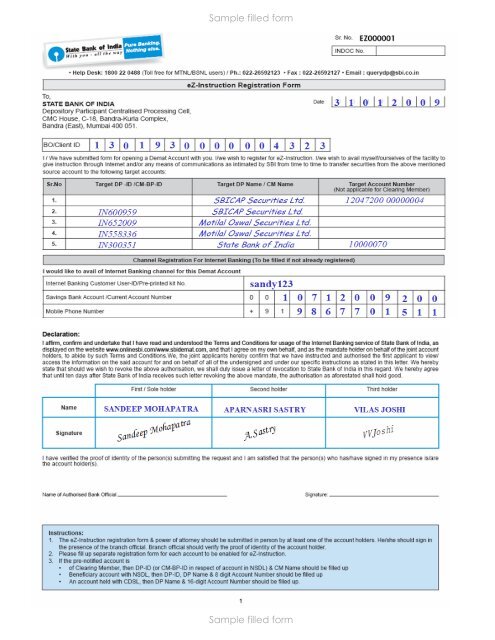 Sample filled form
Sr. No. EZ000001
INDOC No.
State Bank of India
With you - all the way
Pure Banking.
Nothing else.
• Help Desk: 1800 22 0488 (Toll free for MTNL/BSNL users) / Ph.: 022-26592123 • Fax : 022-26592127 • Email : querydp@sbi.co.in
eZ-Instruction Registration Form
To,
STATE BANK OF INDIA
Depository Participant Centralised Processing Cell,
CMC House, C-18, Bandra-Kurla Complex,
Bandra (East), Mumbai 400 051.
Date 3 1 0 1 2 0 0 9
BO/Client ID 1 3 0 1 9 3 0 0 0 0 0 0 4 3 2 3
I / We have submitted form for opening a Demat Account with you. I/we wish to register for eZ-Instruction. I/we wish to avail myself/ourselves of the facility to
give instruction through Internet and/or any means of communications as intimated by SBI from time to time to transfer securities from the above mentioned
source account to the following target accounts:
Sr.No Target DP -ID /CM-BP-ID Target DP Name / CM Name Target Account Number
(Not applicable for Clearing Member)
1. SBICAP Securities Ltd. 12047200 00000004
2. IN600959 SBICAP Securities Ltd.
3. IN652009 Motilal Oswal Securities Ltd.
4. IN558336 Motilal Oswal Securities Ltd.
5. IN300351 State Bank of India 10000070
Channel Registration For Internet Banking (To be filled if not already registered)
I would like to avail of Internet Banking channel for this Demat Account
Internet Banking Customer User-ID/Pre-printed kit No. sandy123
Savings Bank Account /Current Account Number 0 0 1 0 7 1 2 0 0 9 2 0 0
Mobile Phone Number + 9 1 9 8 6 7 7 0 1 5 1 1
Declaration:
I affirm, confirm and undertake that I have read and understood the Terms and Conditions for usage of the Internet Banking service of State Bank of India, as
displayed on the website www.onlinesbi.com/www.sbidemat.com, and that I agree on my own behalf, and as the mandate holder on behalf of the joint account
holders, to abide by such Terms and Conditions.We, the joint applicants hereby confirm that we have instructed and authorised the first applicant to view/
access the information on the said account for and on behalf of all of the undersigned and under our specific instructions as stated in this letter. We hereby
state that should we wish to revoke the above authorisation, we shall duly issue a letter of revocation to State Bank of India in this regard. We hereby agree
that until ten days after State Bank of India receives such letter revoking the above mandate, the authorisation as aforestated shall hold good.
First / Sole holder Second holder Third holder
Name SANDEEP MOHAPATRA APARNASRI SASTRY VILAS JOSHI
Signature Sandeep Mohapatra A.Sastry VVJoshi
I have verified the proof of identity of the person(s) submitting the request and I am satisfied that the person(s) who has/have signed in my presence is/are
the account holder(s).
Name of Authorised Bank Official Signature:
Instructions:
1. The eZ-Instruction registration form & power of attorney should be submitted in person by at least one of the account holders. He/she should sign in
the presence of the branch official. Branch official should verify the proof of identity of the account holder.
2. Please fill up separate registration form for each account to be enabled for eZ-Instruction.
3. If the pre-notified account is
• of Clearing Member, then DP-ID (or CM-BP-ID in respect of account in NSDL) & CM Name should be filled up
• Beneficiary account with NSDL, then DP-ID, DP Name & 8 digit Account Number should be filled up
• An account held with CDSL, then DP Name & 16-digit Account Number should be filled up.
1
Sample filled form